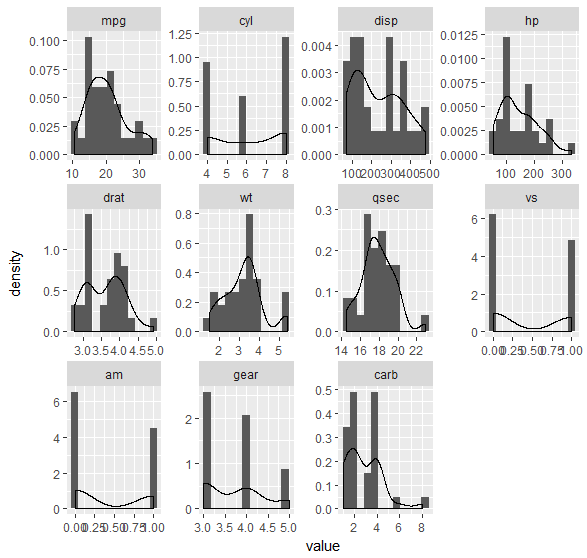 mpg cyl disp hp
0.100 1.25 0.004 0.0125
0.075 1.00 0.003 0.0100
0.050 0.75 0.002 0.0075
0.025 0.50 0.001 0.0050
0.000 0.25 0.000 0.0025
0.00 0.0000
10 20 30 4 5 6 7 8 100 200 300 400 500 100 200 300
drat wt qsec vs
1.0 0.8 0.3 6
0.5 0.6 0.2 4
0.0 0.4 0.1 2
0.2 0.0 0
0.0
3.0 3.5 4.0 4.5 5.0 2 3 4 5 14 16 18 20 22 0.00 0.25 0.50 0.75 1.00
density
am gear carb
6 2 0.5
4 1 0.4
2 0 0.3
0 0.2
0.1
0.0
0.00 0.25 0.50 0.75 1.00 3.0 3.5 4.0 4.5 5.0 2 4 6 8
value